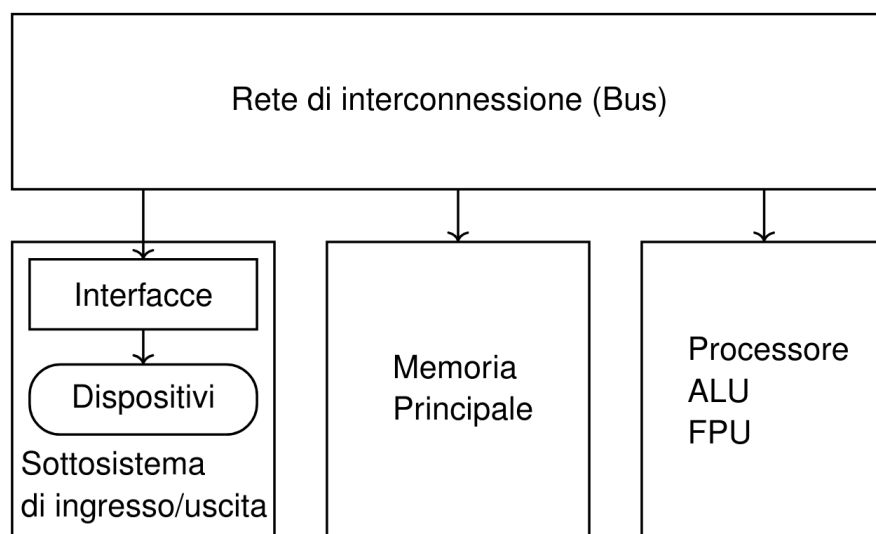 Rete di interconnessione (Bus)
Interfacce
Dispositivi
Sottosistema
di ingresso/uscita
Memoria
Principale
Processore
ALU
FPU